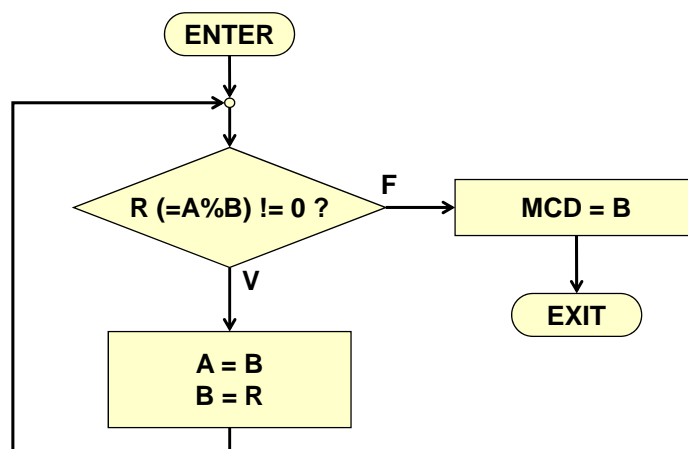 ENTER
R (=A%B) != 0 ?
F
MCD = B
V
EXIT
A = B
B = R